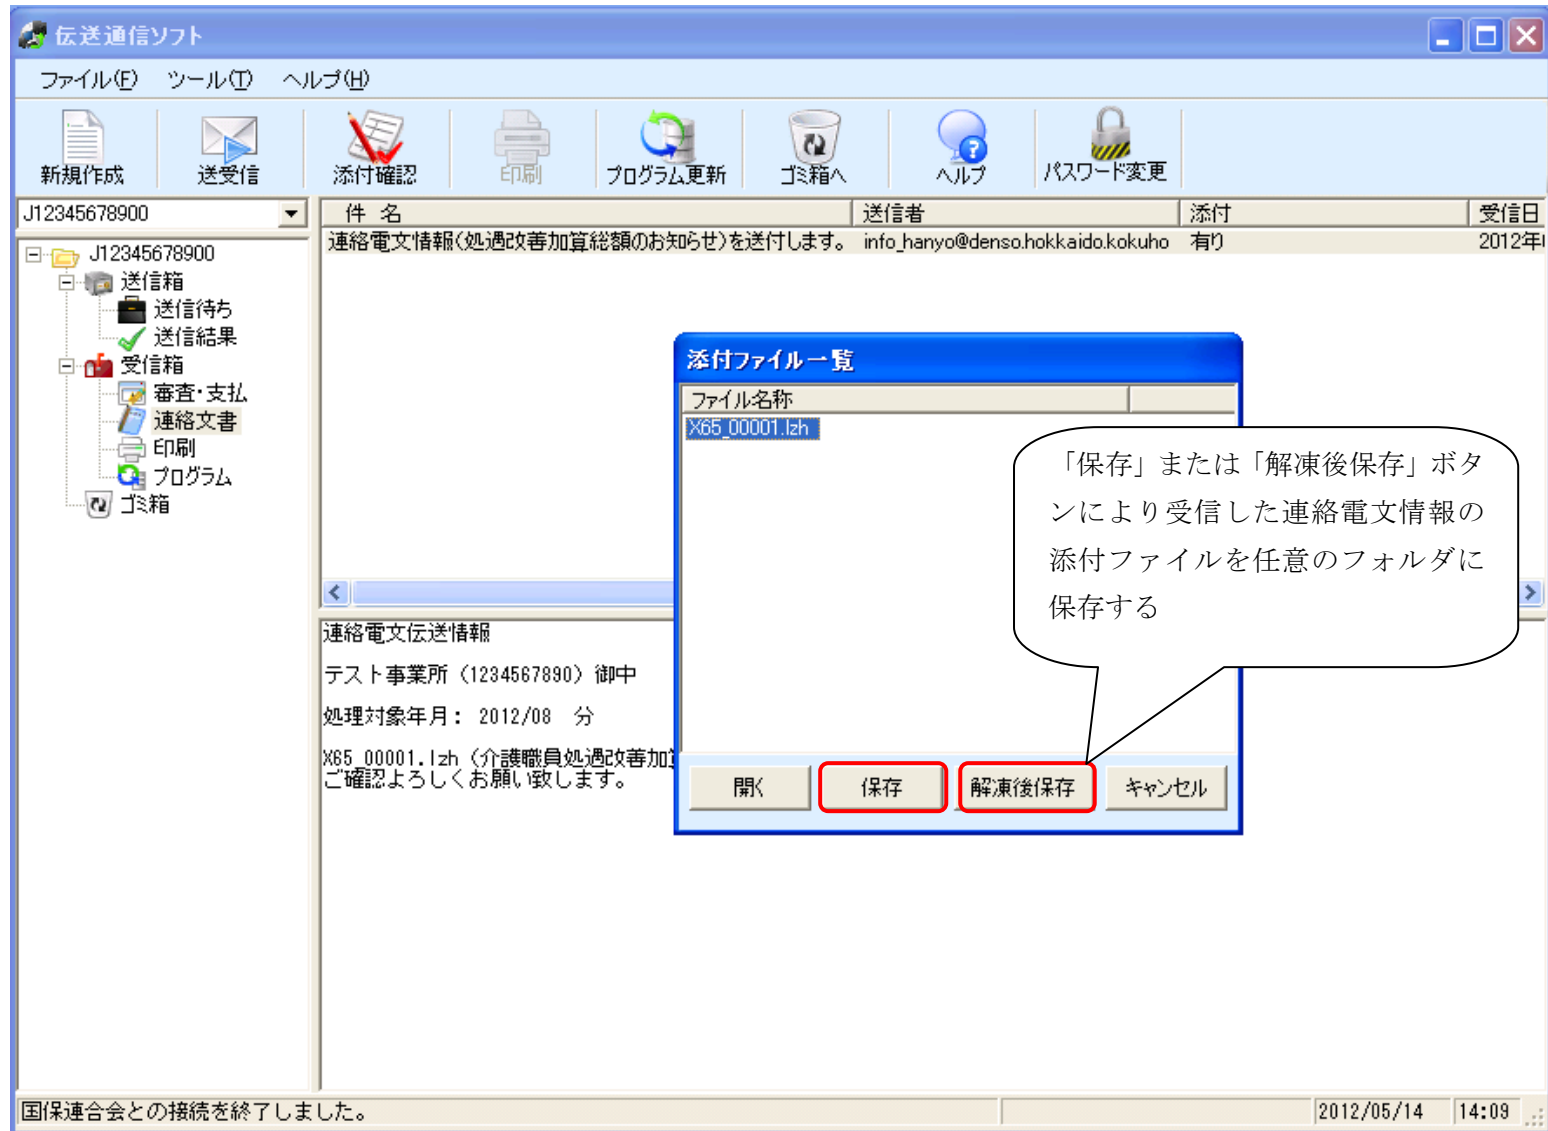 伝送通信ソフト
ファイル(F) ツール(T) ヘルプ(H)
新規作成 送受信 添付確認 印刷 プログラム更新 ゴミ箱へ ヘルプ パスワード変更
J12345678900
件 名 送信者 添付 受信日
連絡電文情報(処遇改善加算総額のお知らせ)を送付します。 info_hanyo@denso.hokkaido.kokuho 有り 2012年
J12345678900
送信箱
送信待ち
送信結果
受信箱
審査・支払
連絡文書
印刷
プログラム
ゴミ箱
添付ファイル一覧
ファイル名称
X65_00001.lzh
「保存」または「解凍後保存」ボタ
ンにより受信した連絡電文情報の
添付ファイルを任意のフォルダに
保存する
開く 保存 解凍後保存 キャンセル
連絡電文伝送情報
テスト事業所(1234567890)御中
処理対象年月: 2012/08 分
X65_00001.lzh(介護職員処遇改善加
ご確認よろしくお願い致します。
国保連合会との接続を終了しました。 2012/05/14 14:09